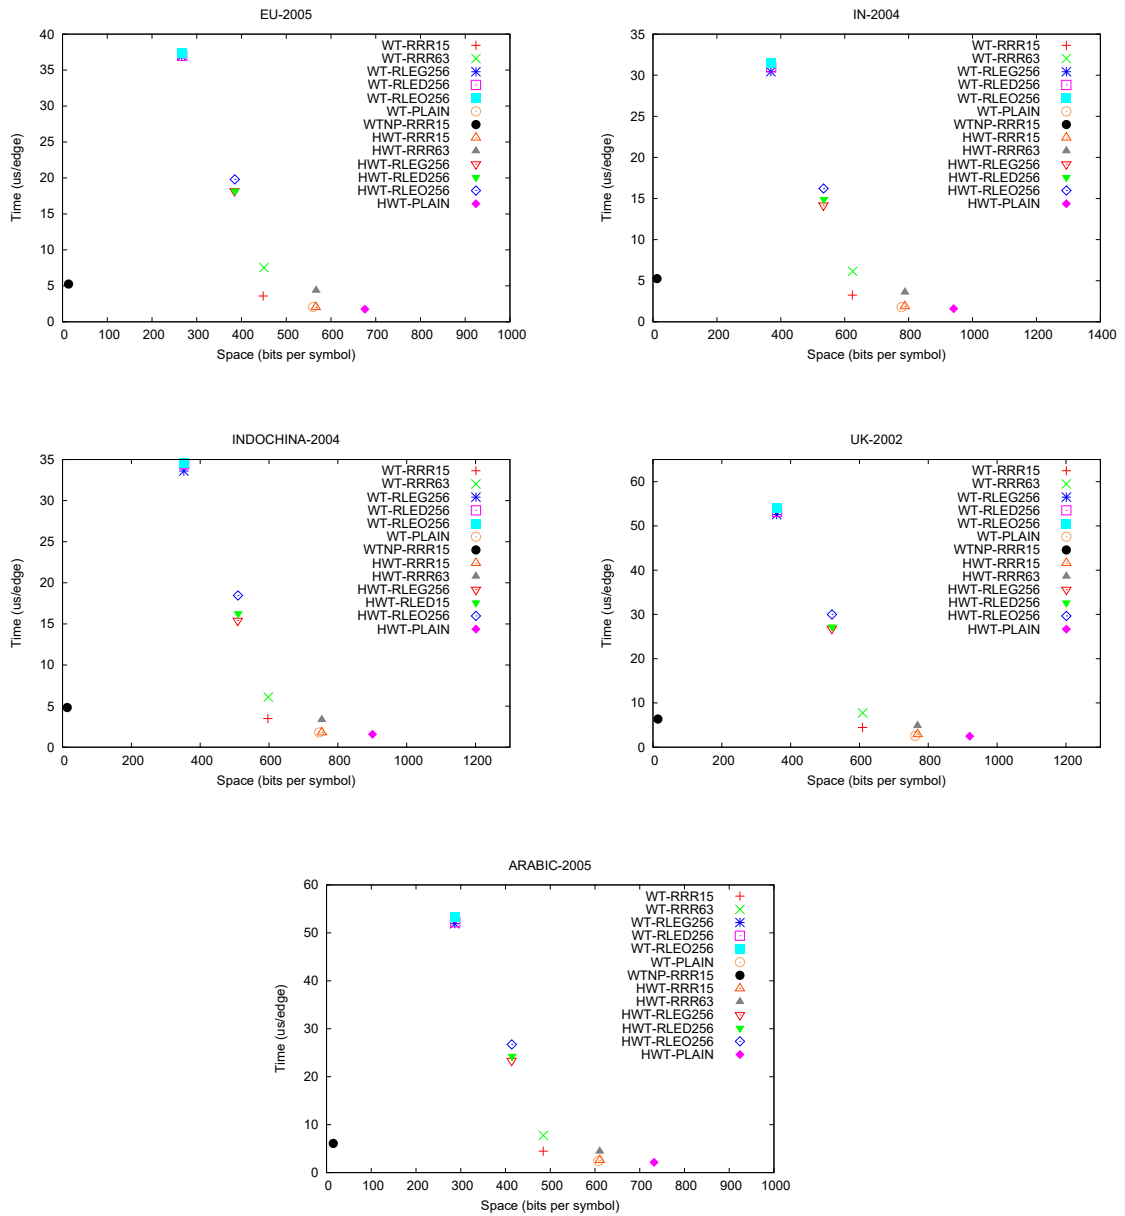 EU-2005
40
35
30
25
20
15
10
5
0
0 100 200 300 400 500 600 700 800 900 1000
Time (us/edge)
Space (bits per symbol)
WT-RRR15
WT-RRR63
WT-RLEG256
WT-RLED256
WT-RLEO256
WT-PLAIN
WTNP-RRR15
HWT-RRR15
HWT-RRR63
HWT-RLEG256
HWT-RLED256
HWT-RLEO256
HWT-PLAIN
IN-2004
35
30
25
20
15
10
5
0
0 200 400 600 800 1000 1200 1400
Time (us/edge)
Space (bits per symbol)
WT-RRR15
WT-RRR63
WT-RLEG256
WT-RLED256
WT-RLEO256
WT-PLAIN
WTNP-RRR15
HWT-RRR15
HWT-RRR63
HWT-RLEG256
HWT-RLED256
HWT-RLEO256
HWT-PLAIN
INDOCHINA-2004
35
30
25
20
15
10
5
0
0 200 400 600 800 1000 1200
Time (us/edge)
Space (bits per symbol)
WT-RRR15
WT-RRR63
WT-RLEG256
WT-RLED256
WT-RLEO256
WT-PLAIN
WTNP-RRR15
HWT-RRR15
HWT-RRR63
HWT-RLEG256
HWT-RLED15
HWT-RLEO256
HWT-PLAIN
UK-2002
60
50
40
30
20
10
0
0 200 400 600 800 1000 1200
Time (us/edge)
Space (bits per symbol)
WT-RRR15
WT-RRR63
WT-RLEG256
WT-RLED256
WT-RLEO256
WT-PLAIN
WTNP-RRR15
HWT-RRR15
HWT-RRR63
HWT-RLEG256
HWT-RLED256
HWT-RLEO256
HWT-PLAIN
ARABIC-2005
60
50
40
30
20
10
0
0 100 200 300 400 500 600 700 800 900 1000
Time (us/edge)
Space (bits per symbol)
WT-RRR15
WT-RRR63
WT-RLEG256
WT-RLED256
WT-RLEO256
WT-PLAIN
WTNP-RRR15
HWT-RRR15
HWT-RRR63
HWT-RLEG256
HWT-RLED256
HWT-RLEO256
HWT-PLAIN